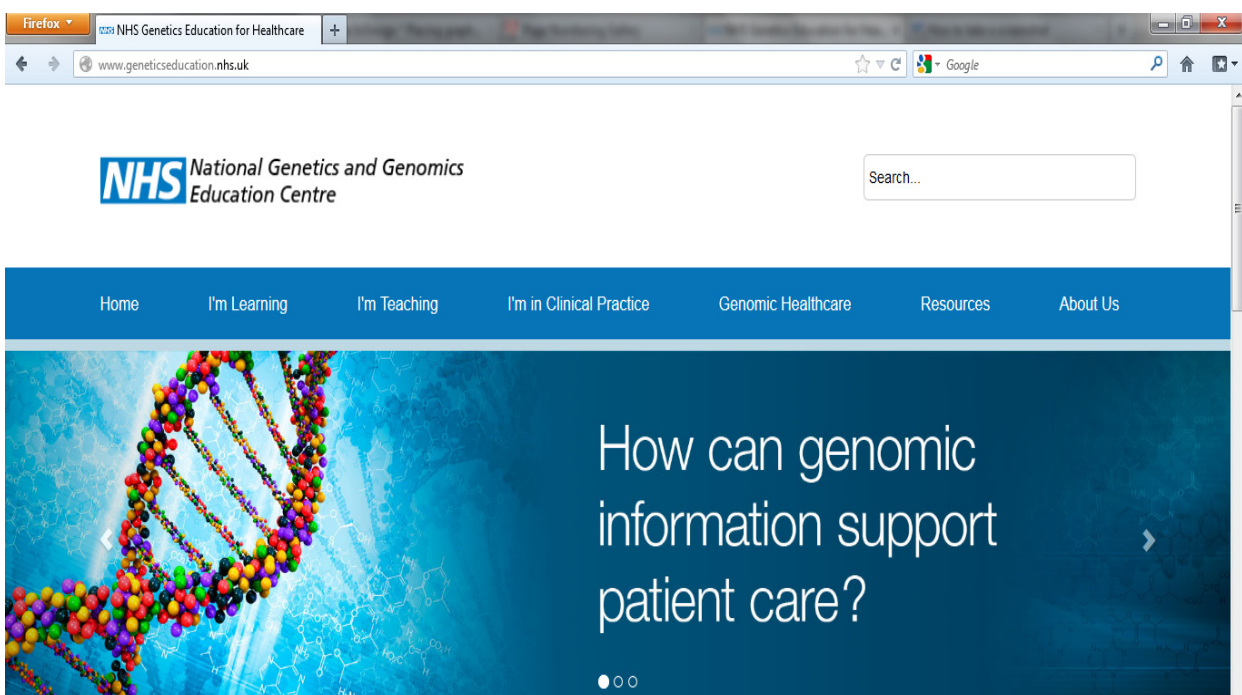 Firefox
NHS NHS Genetics Education for Healthcare
+
www.geneticseducation.nhs.uk
Google
NHS National Genetics and Genomics
Education Centre
Search...
Home I'm Learning I'm Teaching I'm in Clinical Practice Genomic Healthcare Resources About Us
How can genomic
information support
patient care?